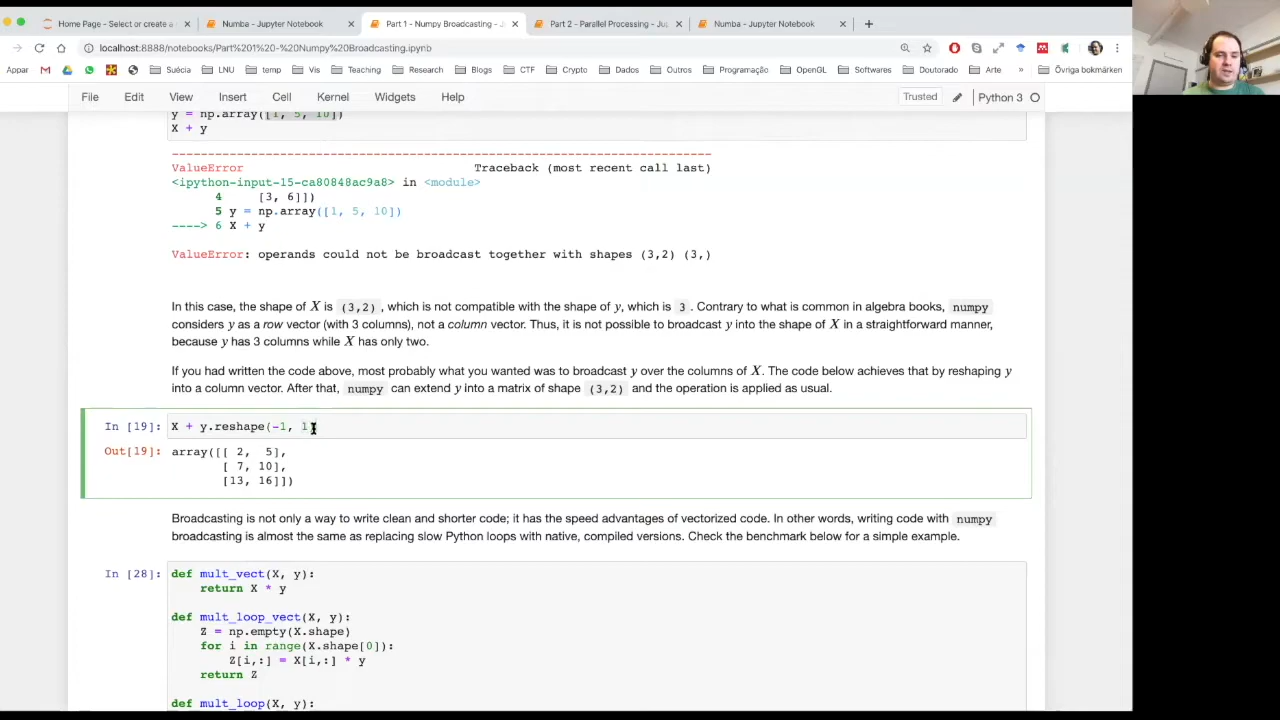 Home Page - Select or create a
Numba - Jupyter Notebook
Part 1 - Numpy Broadcasting -
Part 2 - Parallel Processing - Ju
Numba - Jupyter Notebook
localhost:8888/notebooks/Part%201%20-%20Numpy%20Broadcasting.ipynb
Appar Suécia LNU temp Vis Teaching Research Blogs CTF Crypto Dados Outros Programação OpenGL Softwares Doutorado Arte » Övriga bokmärken
File Edit View Insert Cell Kernel Widgets Help Trusted Python 3
y = np.array([1, 5, 10])
X + y
ValueError Traceback (most recent call last)
<ipython-input-15-ca80848ac9a8> in <module>
4 [3, 6]])
5 y = np.array([1, 5, 10])
----> 6 X + y
ValueError: operands could not be broadcast together with shapes (3,2) (3,)
In this case, the shape of X is (3,2), which is not compatible with the shape of y, which is 3. Contrary to what is common in algebra books, numpy
considers y as a row vector (with 3 columns), not a column vector. Thus, it is not possible to broadcast y into the shape of X in a straightforward manner,
because y has 3 columns while X has only two.
If you had written the code above, most probably what you wanted was to broadcast y over the columns of X. The code below achieves that by reshaping y
into a column vector. After that, numpy can extend y into a matrix of shape (3,2) and the operation is applied as usual.
In [19]: X + y.reshape(-1, 1)
Out[19]: array([[ 2, 5],
[ 7, 10],
[13, 16]])
Broadcasting is not only a way to write clean and shorter code; it has the speed advantages of vectorized code. In other words, writing code with numpy
broadcasting is almost the same as replacing slow Python loops with native, compiled versions. Check the benchmark below for a simple example.
In [28]: def mult_vect(X, y):
return X * y
def mult_loop_vect(X, y):
Z = np.empty(X.shape)
for i in range(X.shape[0]):
Z[i,:] = X[i,:] * y
return Z
def mult_loop(X, y):